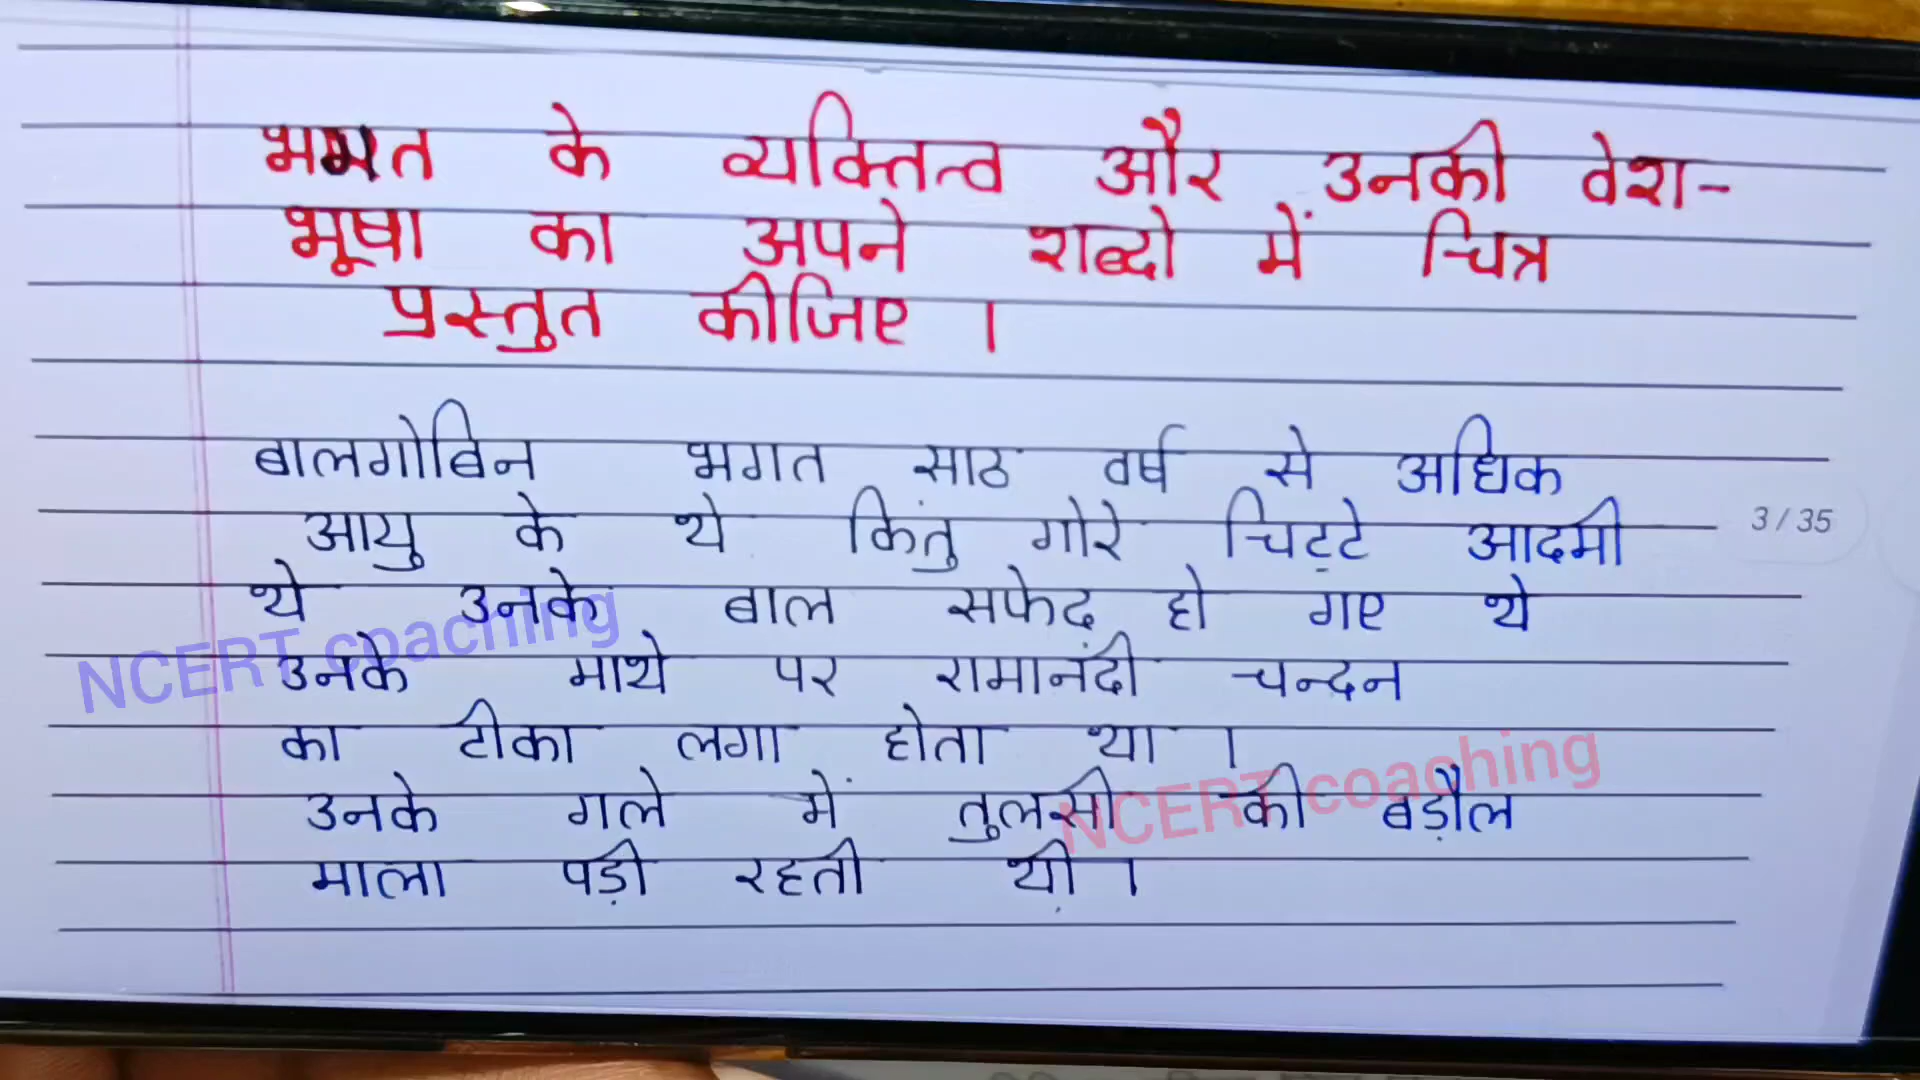 भगत के व्यक्तित्व और उनकी वेश-
भूषा का अपने शब्दो में चित्र
प्रस्तुत कीजिए ।
बालगोबिन भगत साठ वर्ष से अधिक
आयु के थे किंतु गोरे चिट्टे आदमी
3 / 35
थे उनके बाल सफेद हो गए थे
NCERT coaching
उनके माथे पर रामानंदी चन्दन
का टीका लगा होता था ।
NCERT coaching
उनके गले में तुलसी की बड़ौल
माला पड़ी रहती थी ।